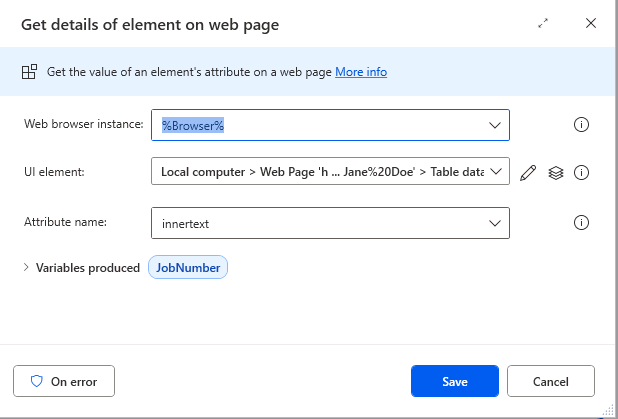 Get details of element on web page
Get the value of an element's attribute on a web page More info
Web browser instance: %Browser%
UI element: Local computer > Web Page 'h ... Jane%20Doe' > Table data
Attribute name: innertext
Variables produced JobNumber
On error Save Cancel